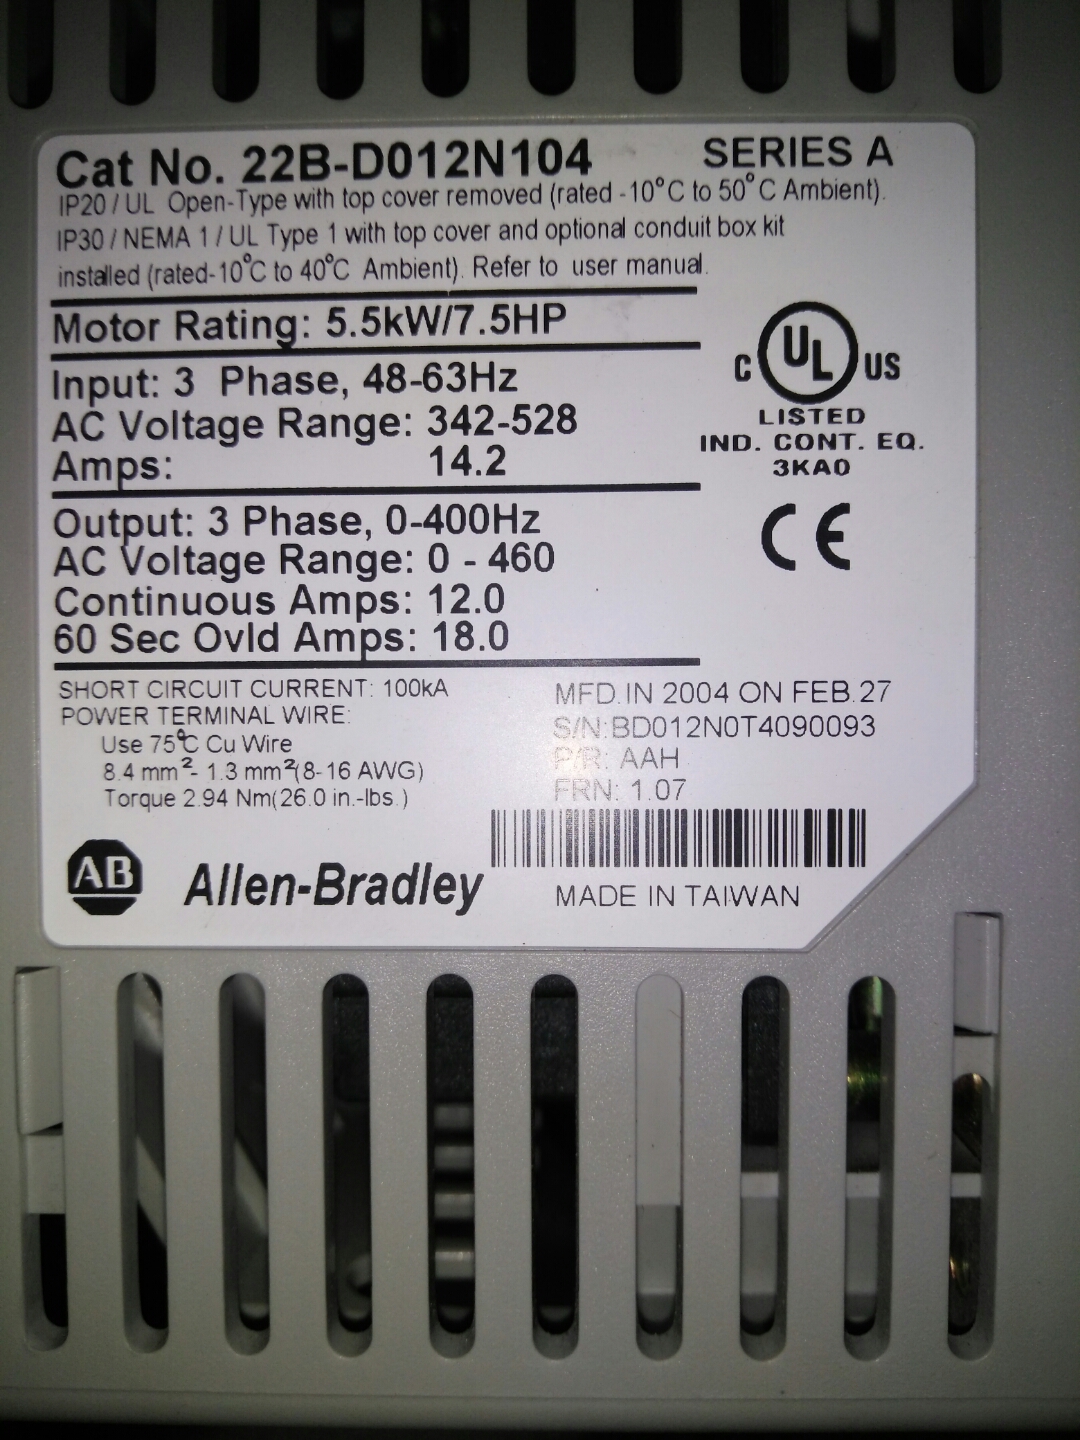 Cat No. 22B-D012N104 SERIES A
IP20 / UL Open-Type with top cover removed (rated -10°C to 50°C Ambient).
IP30 / NEMA 1 / UL Type 1 with top cover and optional conduit box kit
installed (rated-10°C to 40°C Ambient). Refer to user manual.
Motor Rating: 5.5kW/7.5HP
Input: 3 Phase, 48-63Hz
AC Voltage Range: 342-528
Amps: 14.2
C UL US
LISTED
IND. CONT. EQ.
3KA0
Output: 3 Phase, 0-400Hz
AC Voltage Range: 0 - 460
Continuous Amps: 12.0
60 Sec Ovld Amps: 18.0
CE
SHORT CIRCUIT CURRENT: 100kA
POWER TERMINAL WIRE:
Use 75°C Cu Wire
8.4 mm²- 1.3 mm²(8-16 AWG)
Torque 2.94 Nm(26.0 in.-lbs.)
MFD.IN 2004 ON FEB.27
S/N:BD012N0T4090093
P/R: AAH
FRN: 1.07
AB Allen-Bradley
MADE IN TAIWAN